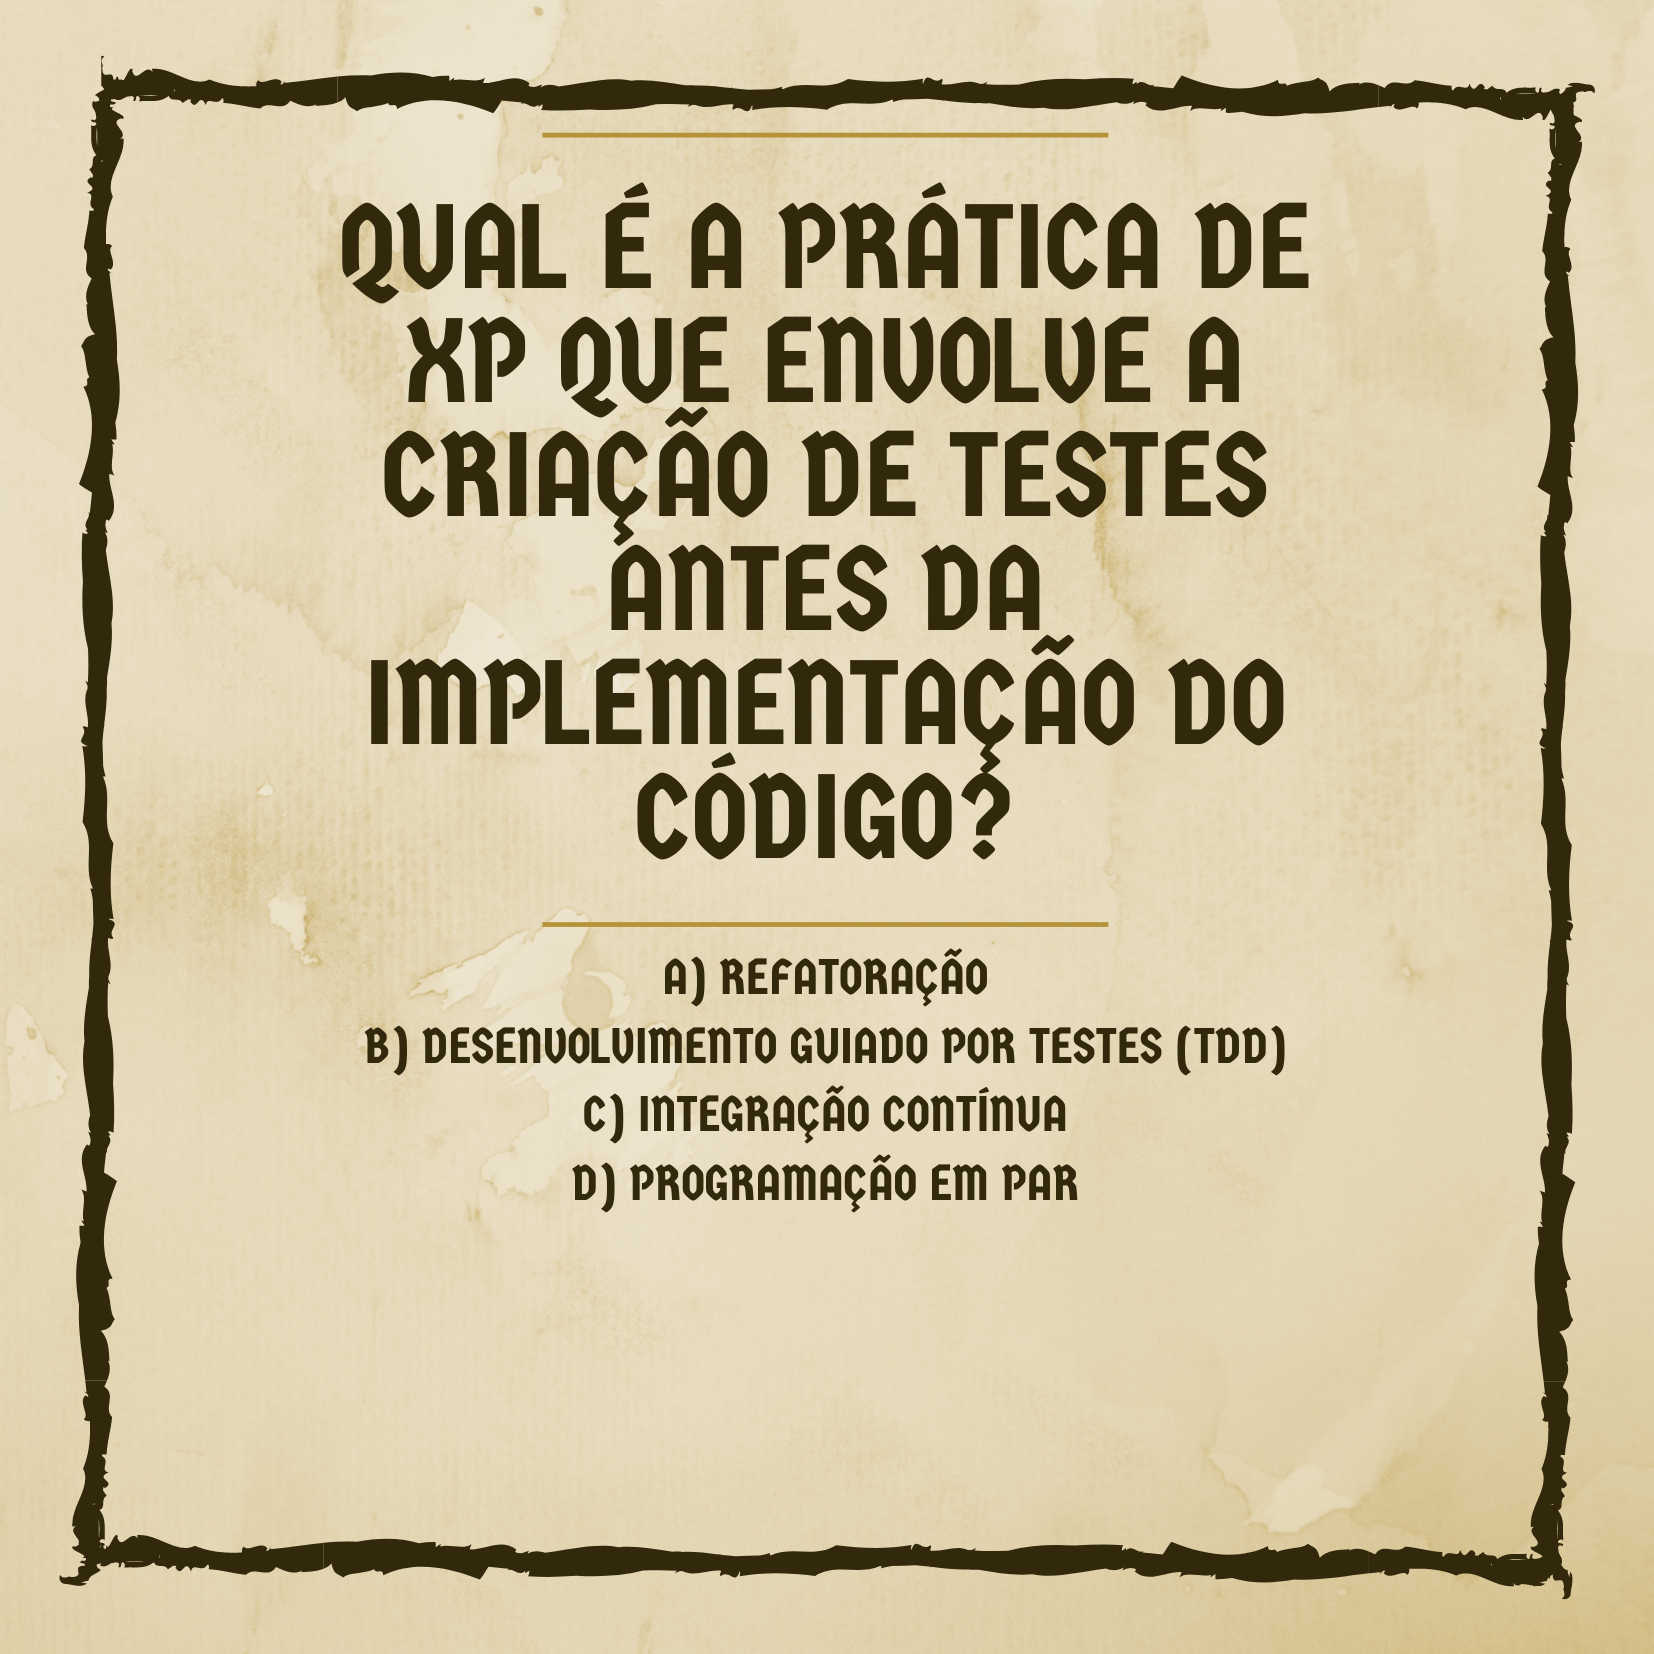 QUAL É A PRÁTICA DE
XP QUE ENVOLVE A
CRIAÇÃO DE TESTES
ANTES DA
IMPLEMENTAÇÃO DO
CÓDIGO?
A) REFATORAÇÃO
B) DESENVOLVIMENTO GUIADO POR TESTES (TDD)
C) INTEGRAÇÃO CONTÍNUA
D) PROGRAMAÇÃO EM PAR